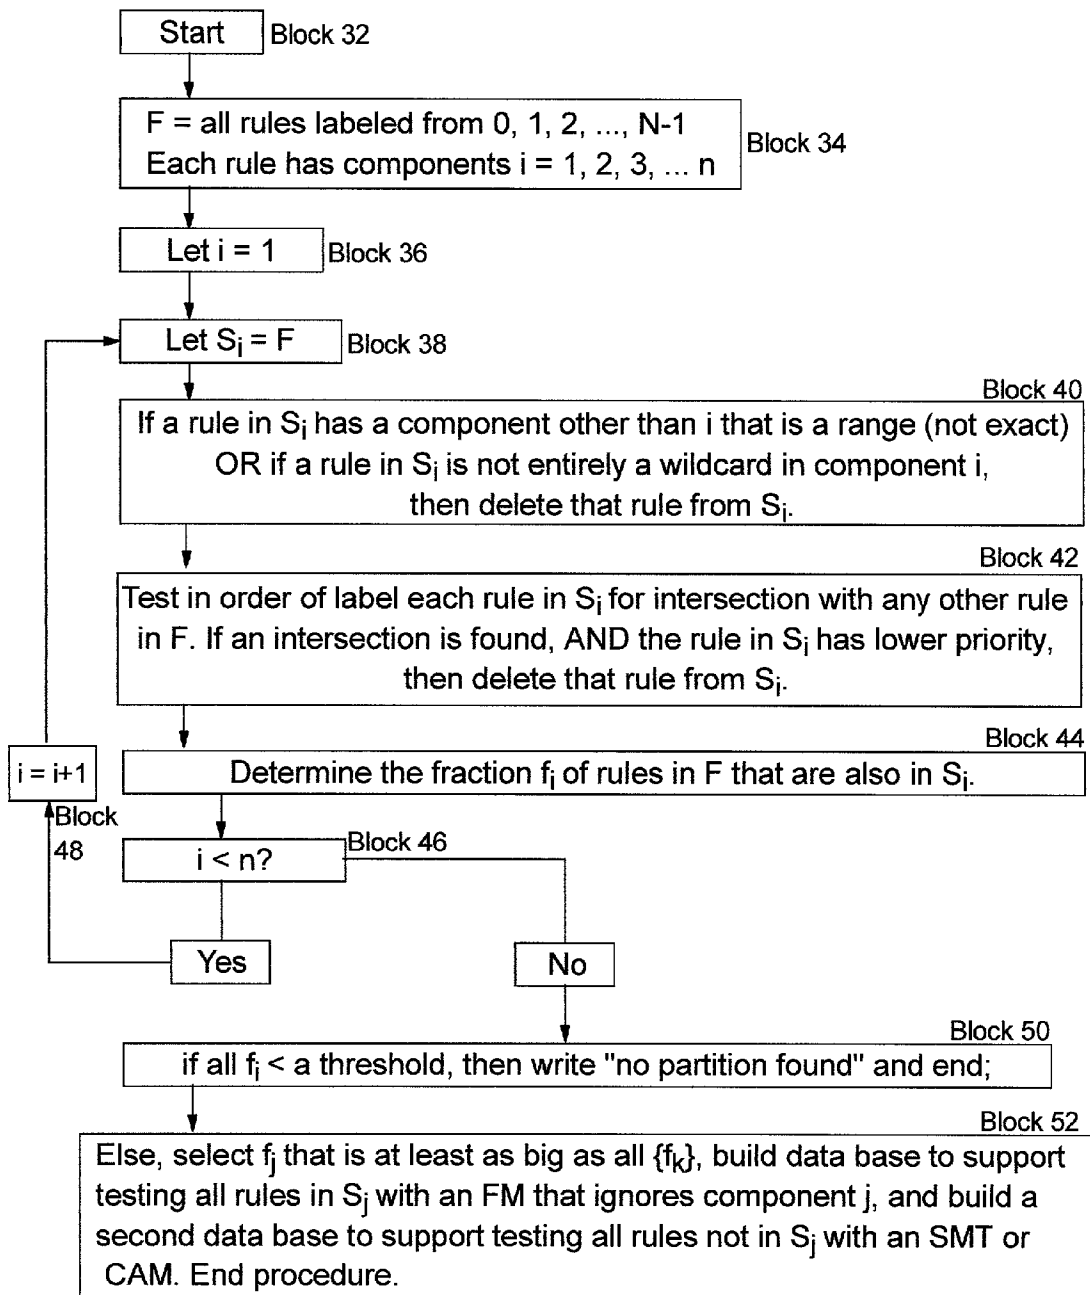 Start
Block 32
F = all rules labeled from 0, 1, 2, ..., N-1
Each rule has components i = 1, 2, 3, ... n
Block 34
Let i = 1
Block 36
Let Si = F
Block 38
Block 40
If a rule in Si has a component other than i that is a range (not exact)
OR if a rule in Si is not entirely a wildcard in component i,
then delete that rule from Si.
Block 42
Test in order of label each rule in Si for intersection with any other rule
in F. If an intersection is found, AND the rule in Si has lower priority,
then delete that rule from Si.
Block 44
Determine the fraction fi of rules in F that are also in Si.
i = i+1
Block
48
i < n?
Block 46
Yes
No
Block 50
if all fi < a threshold, then write "no partition found" and end;
Block 52
Else, select fj that is at least as big as all {fk}, build data base to support
testing all rules in Sj with an FM that ignores component j, and build a
second data base to support testing all rules not in Sj with an SMT or
CAM. End procedure.